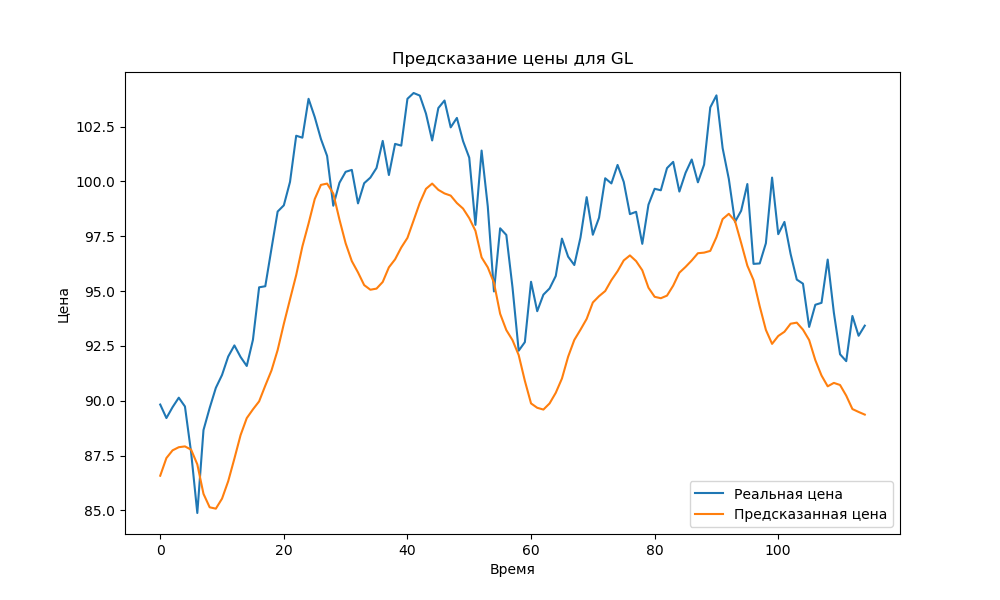 Предсказание цены для GL
Цена
102.5
100.0
97.5
95.0
92.5
90.0
87.5
85.0
Реальная цена
Предсказанная цена
0 20 40 60 80 100
Время